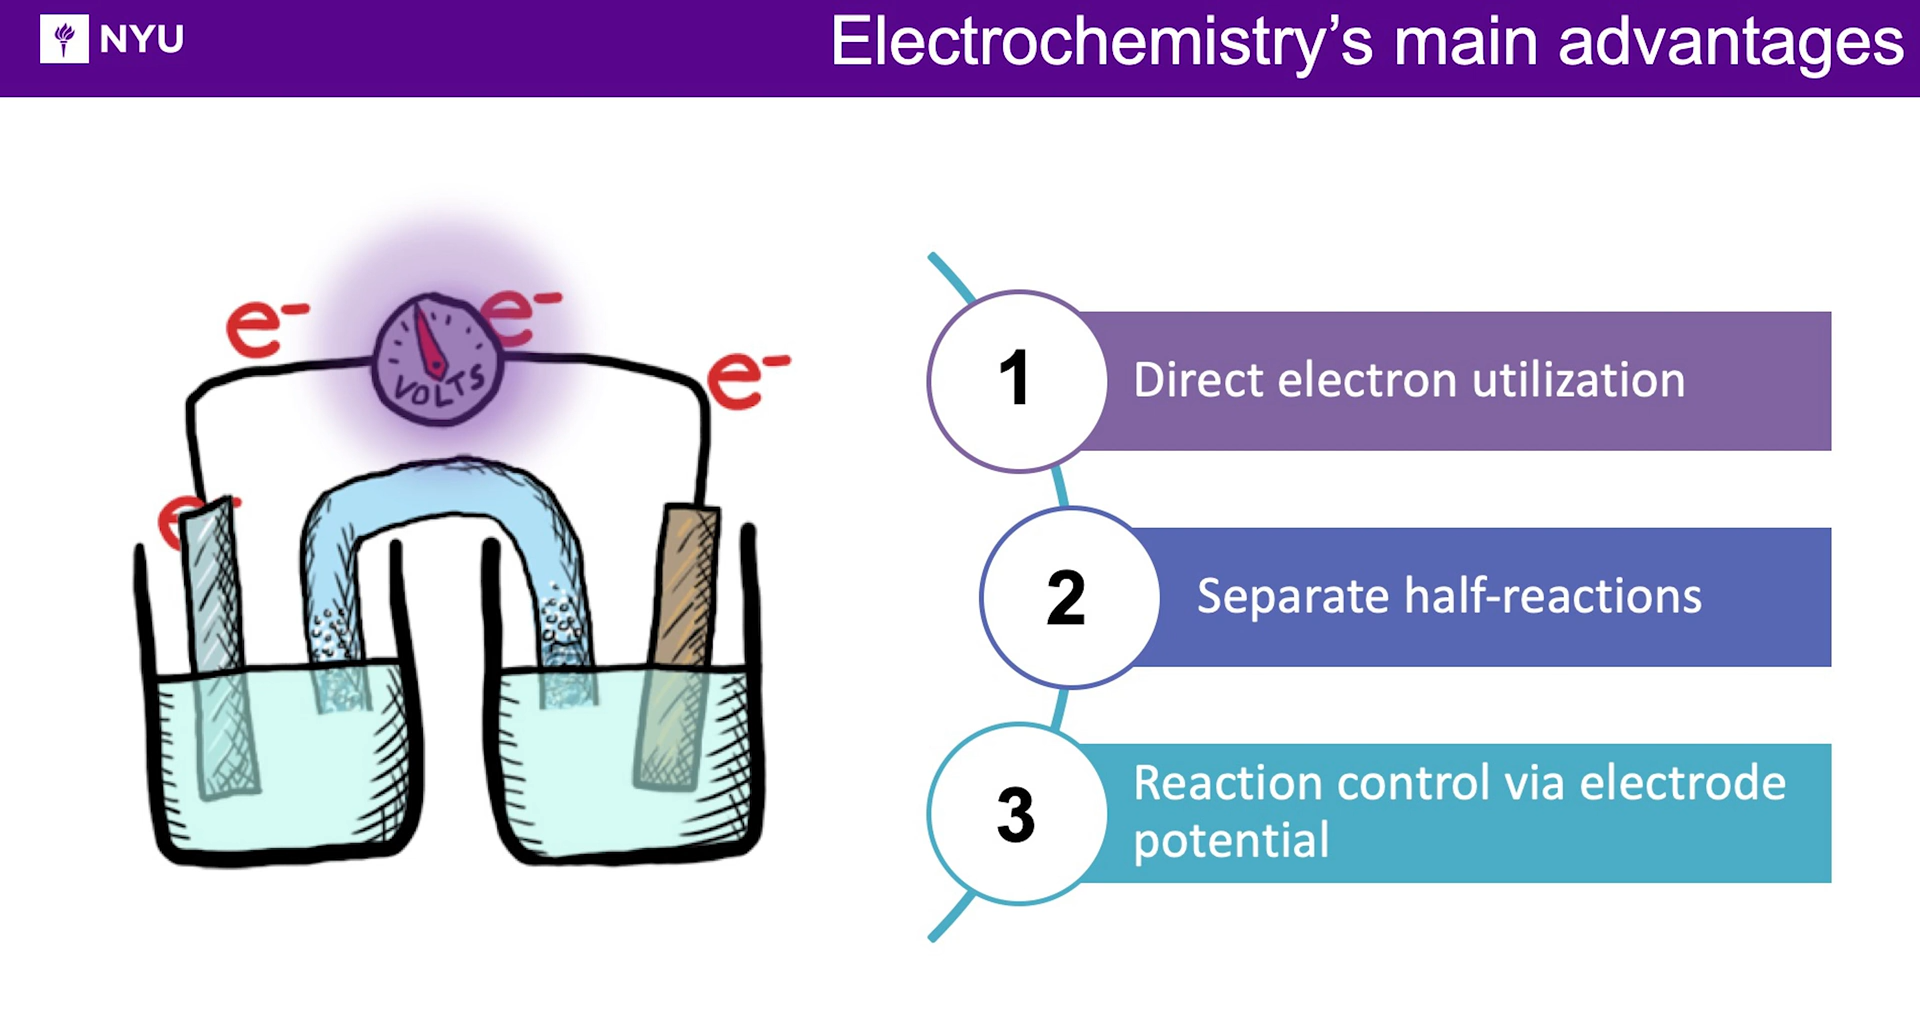 NYU
Electrochemistry’s main advantages
e-
e-
e-
VOLTS
e-
1
Direct electron utilization
2
Separate half-reactions
3
Reaction control via electrode
potential